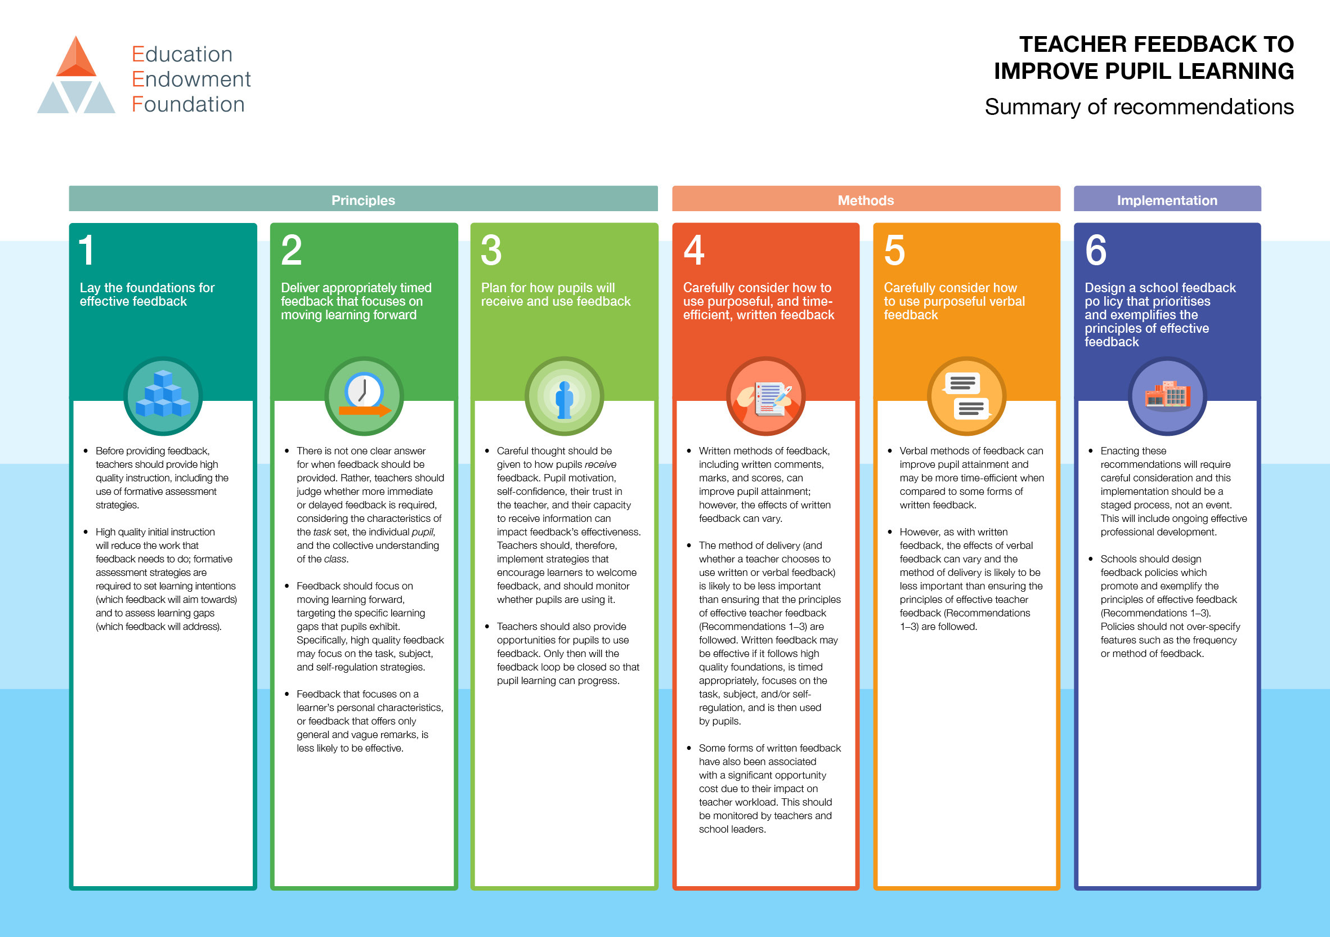 Education
Endowment
Foundation
TEACHER FEEDBACK TO
IMPROVE PUPIL LEARNING
Summary of recommendations
Principles
Methods
Implementation
1
Lay the foundations for
effective feedback
• Before providing feedback,
teachers should provide high
quality instruction, including the
use of formative assessment
strategies.
• High quality initial instruction
will reduce the work that
feedback needs to do; formative
assessment strategies are
required to set learning intentions
(which feedback will aim towards)
and to assess learning gaps
(which feedback will address).
2
Deliver appropriately timed
feedback that focuses on
moving learning forward
• There is not one clear answer
for when feedback should be
provided. Rather, teachers should
judge whether more immediate
or delayed feedback is required,
considering the characteristics of
the task set, the individual pupil,
and the collective understanding
of the class.
• Feedback should focus on
moving learning forward,
targeting the specific learning
gaps that pupils exhibit.
Specifically, high quality feedback
may focus on the task, subject,
and self-regulation strategies.
• Feedback that focuses on a
learner's personal characteristics,
or feedback that offers only
general and vague remarks, is
less likely to be effective.
3
Plan for how pupils will
receive and use feedback
• Careful thought should be
given to how pupils receive
feedback. Pupil motivation,
self-confidence, their trust in
the teacher, and their capacity
to receive information can
impact feedback's effectiveness.
Teachers should, therefore,
implement strategies that
encourage learners to welcome
feedback, and should monitor
whether pupils are using it.
• Teachers should also provide
opportunities for pupils to use
feedback. Only then will the
feedback loop be closed so that
pupil learning can progress.
4
Carefully consider how to
use purposeful, and time-
efficient, written feedback
• Written methods of feedback,
including written comments,
marks, and scores, can
improve pupil attainment;
however, the effects of written
feedback can vary.
• The method of delivery (and
whether a teacher chooses to
use written or verbal feedback)
is likely to be less important
than ensuring that the principles
of effective teacher feedback
(Recommendations 1–3) are
followed. Written feedback may
be effective if it follows high
quality foundations, is timed
appropriately, focuses on the
task, subject, and/or self-
regulation, and is then used
by pupils.
• Some forms of written feedback
have also been associated
with a significant opportunity
cost due to their impact on
teacher workload. This should
be monitored by teachers and
school leaders.
5
Carefully consider how
to use purposeful verbal
feedback
• Verbal methods of feedback can
improve pupil attainment and
may be more time-efficient when
compared to some forms of
written feedback.
• However, as with written
feedback, the effects of verbal
feedback can vary and the
method of delivery is likely to be
less important than ensuring the
principles of effective teacher
feedback (Recommendations
1–3) are followed.
6
Design a school feedback
po licy that prioritises
and exemplifies the
principles of effective
feedback
• Enacting these
recommendations will require
careful consideration and this
implementation should be a
staged process, not an event.
This will include ongoing effective
professional development.
• Schools should design
feedback policies which
promote and exemplify the
principles of effective feedback
(Recommendations 1–3).
Policies should not over-specify
features such as the frequency
or method of feedback.